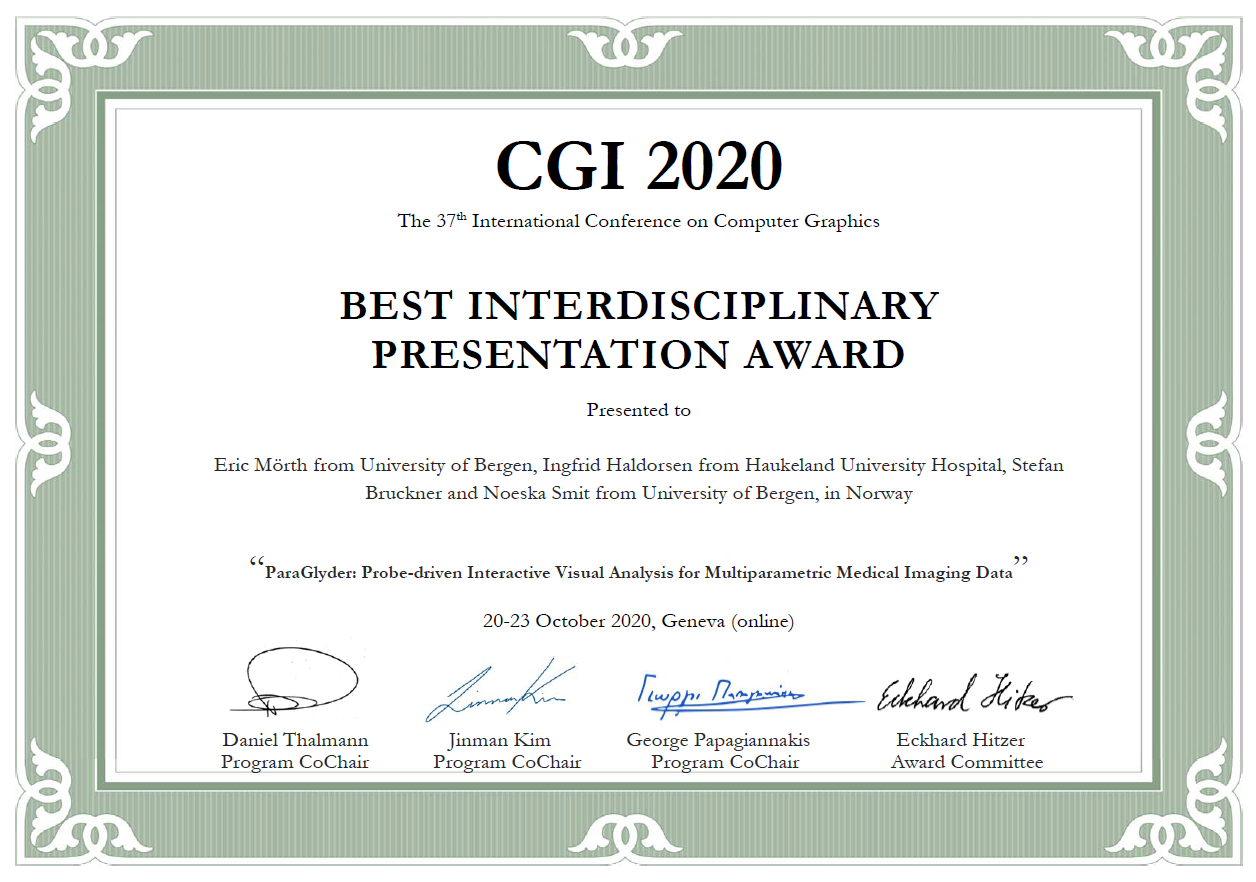 CGI 2020
The 37th International Conference on Computer Graphics
BEST INTERDISCIPLINARY
PRESENTATION AWARD
Presented to
Eric Mörth from University of Bergen, Ingfrid Haldorsen from Haukeland University Hospital, Stefan
Bruckner and Noeska Smit from University of Bergen, in Norway
“ParaGlyder: Probe-driven Interactive Visual Analysis for Multiparametric Medical Imaging Data”
20-23 October 2020, Geneva (online)
Jinman Kim
Eckhard Hitzer
Daniel Thalmann
Jinman Kim
George Papagiannakis
Eckhard Hitzer
Program CoChair
Program CoChair
Program CoChair
Award Committee